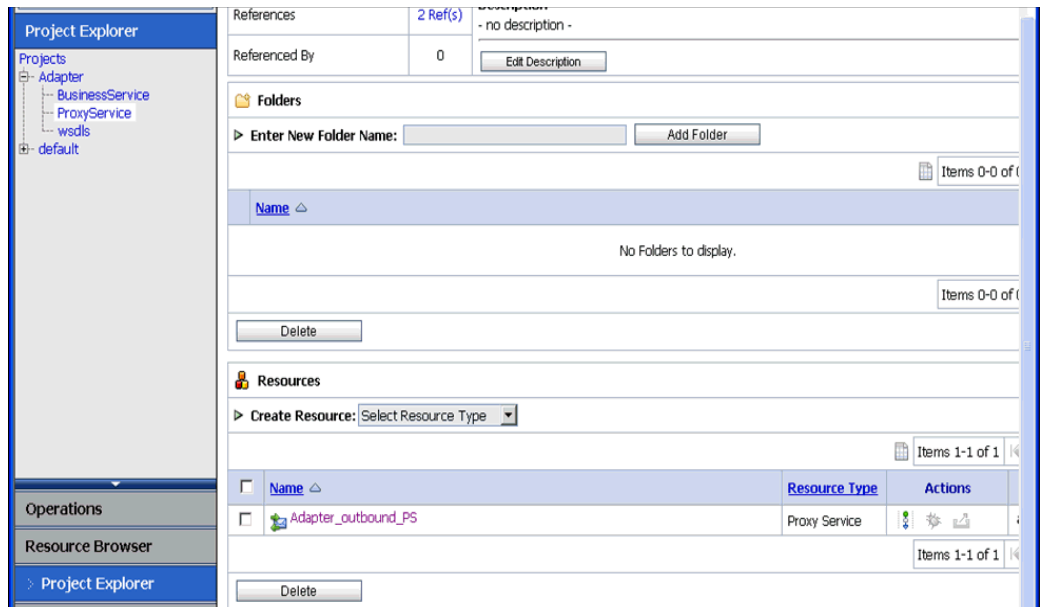 Project Explorer
Projects
Adapter
BusinessService
ProxyService
wsdls
default
Operations
Resource Browser
Project Explorer
References
2 Ref(s)
Description
- no description -
Referenced By
0
Edit Description
Folders
Enter New Folder Name:
Add Folder
Items 0-0 of
Name
No Folders to display.
Items 0-0 of
Delete
Resources
Create Resource: Select Resource Type
Items 1-1 of 1
Name
Resource Type
Actions
Adapter_outbound_PS
Proxy Service
Items 1-1 of 1
Delete